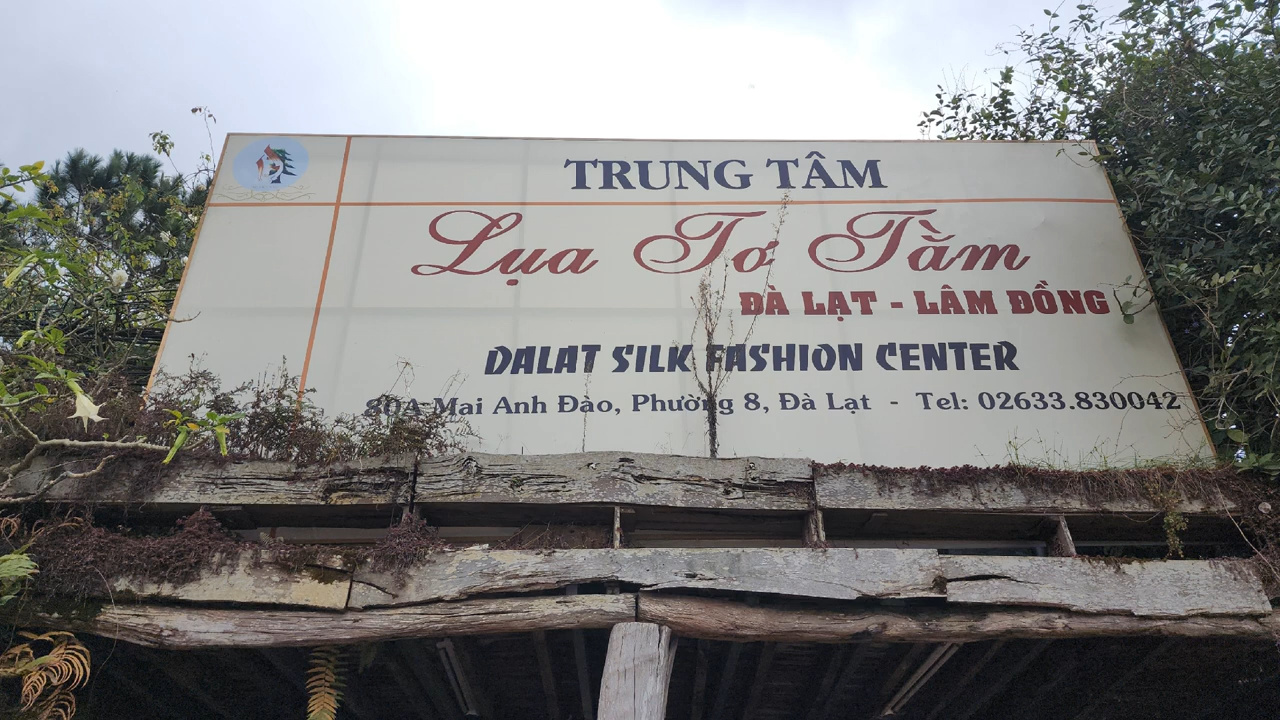 TRUNG TÂM
Lụa Tơ Tằm
ĐÀ LẠT - LÂM ĐỒNG
DALAT SILK FASHION CENTER
80A Mai Anh Đào, Phường 8, Đà Lạt - Tel: 02633.830042